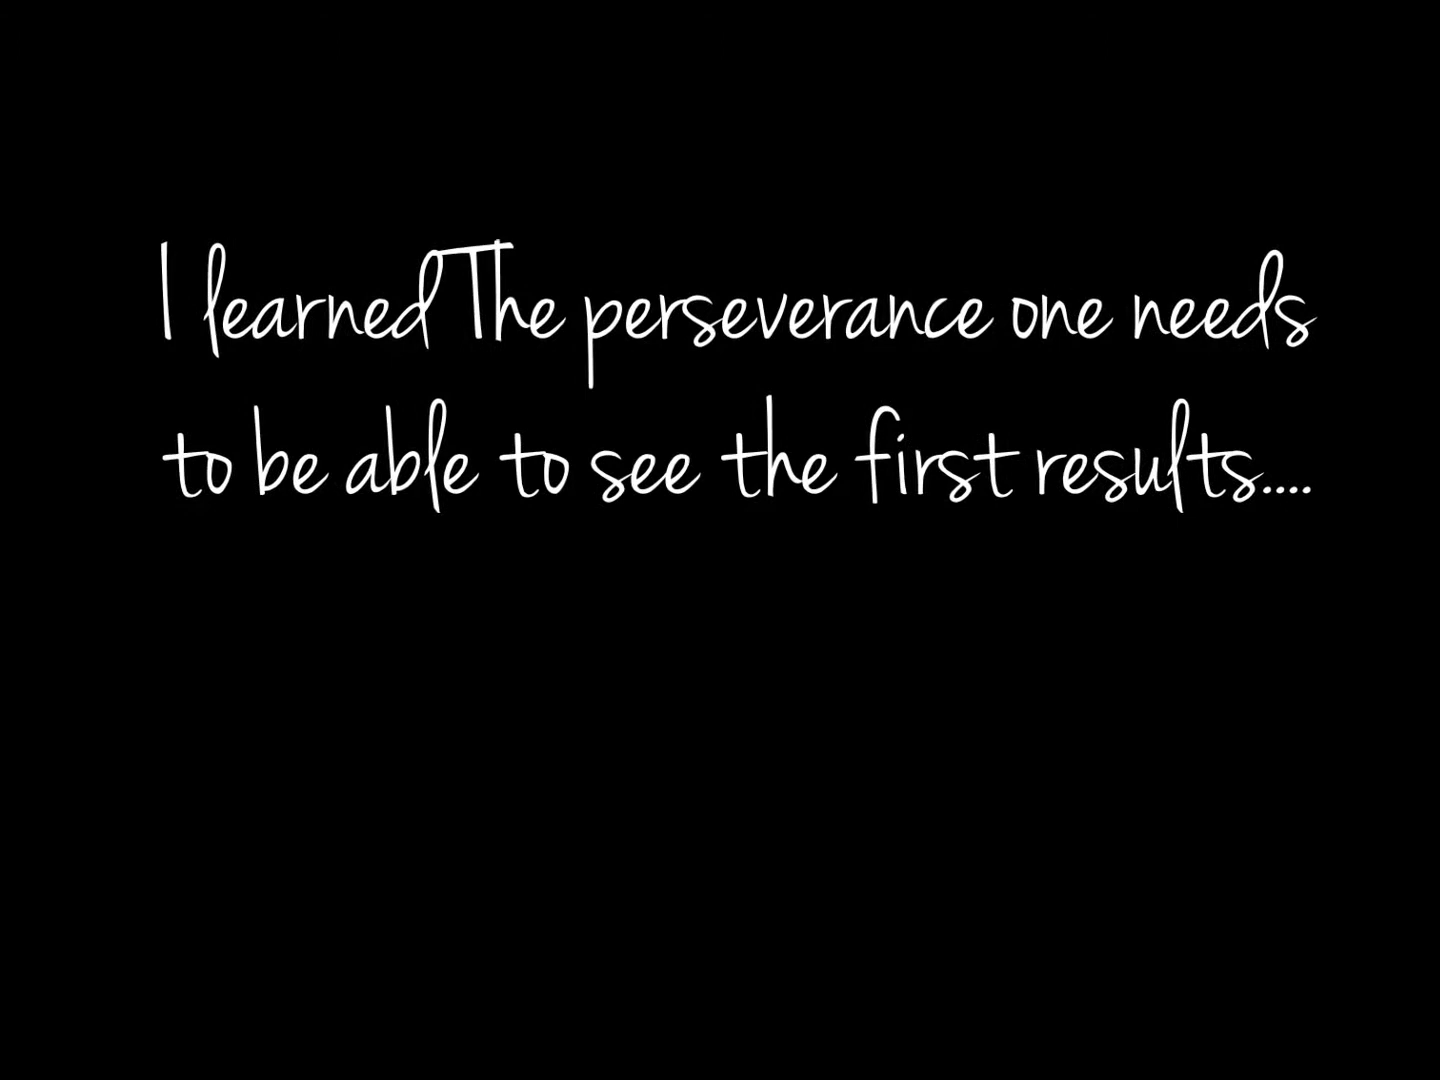 I learned The perseverance one needs
to be able to see the first results....